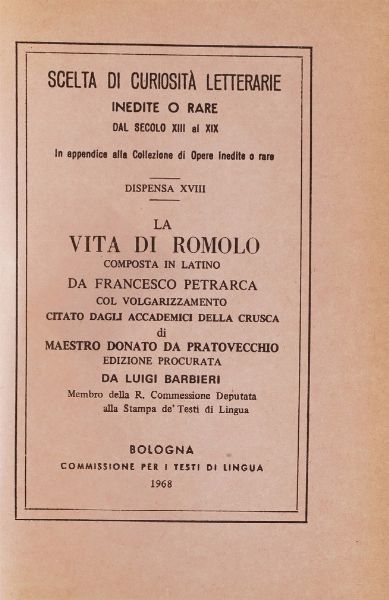 SCELTA DI CURIOSITÀ LETTERARIE
INEDITE O RARE
DAL SECOLO XIII al XIX
In appendice alla Collezione di Opere inedite o rare
DISPENSA XVIII
LA
VITA DI ROMOLO
COMPOSTA IN LATINO
DA FRANCESCO PETRARCA
COL VOLGARIZZAMENTO
CITATO DAGLI ACCADEMICI DELLA CRUSCA
di
MAESTRO DONATO DA PRATOVECCHIO
EDIZIONE PROCURATA
DA LUIGI BARBIERI
Membro della R. Commessione Deputata
alla Stampa de' Testi di Lingua
BOLOGNA
COMMISSIONE PER I TESTI DI LINGUA
1968